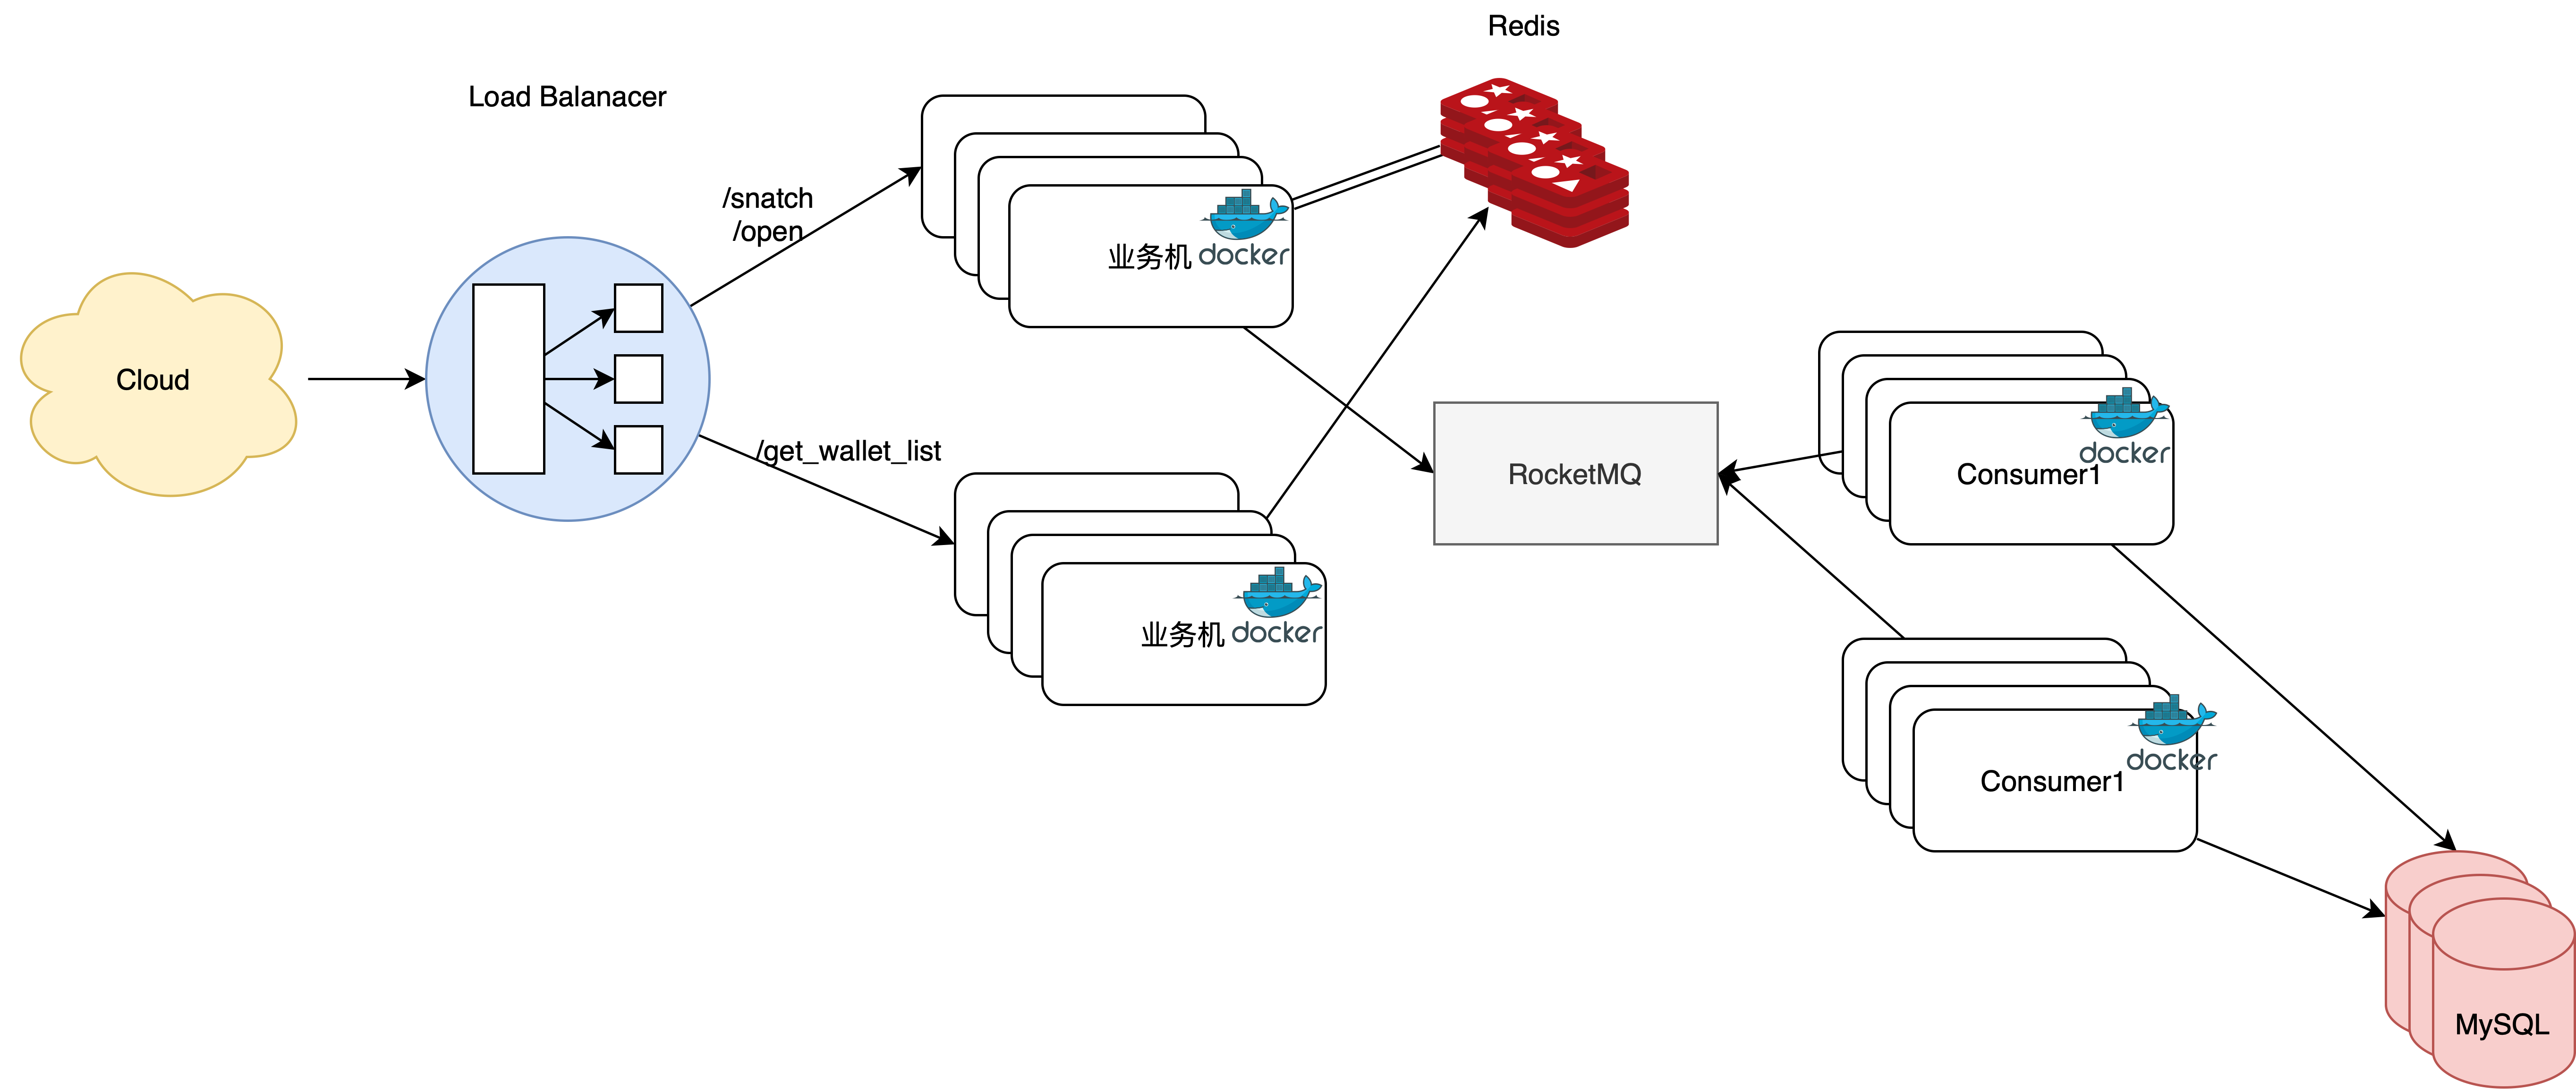 Redis
Load Balanacer
/snatch
/open
业务机
docker
Cloud
/get_wallet_list
RocketMQ
docker
Consumer1
业务机
docker
docker
Consumer1
MySQL